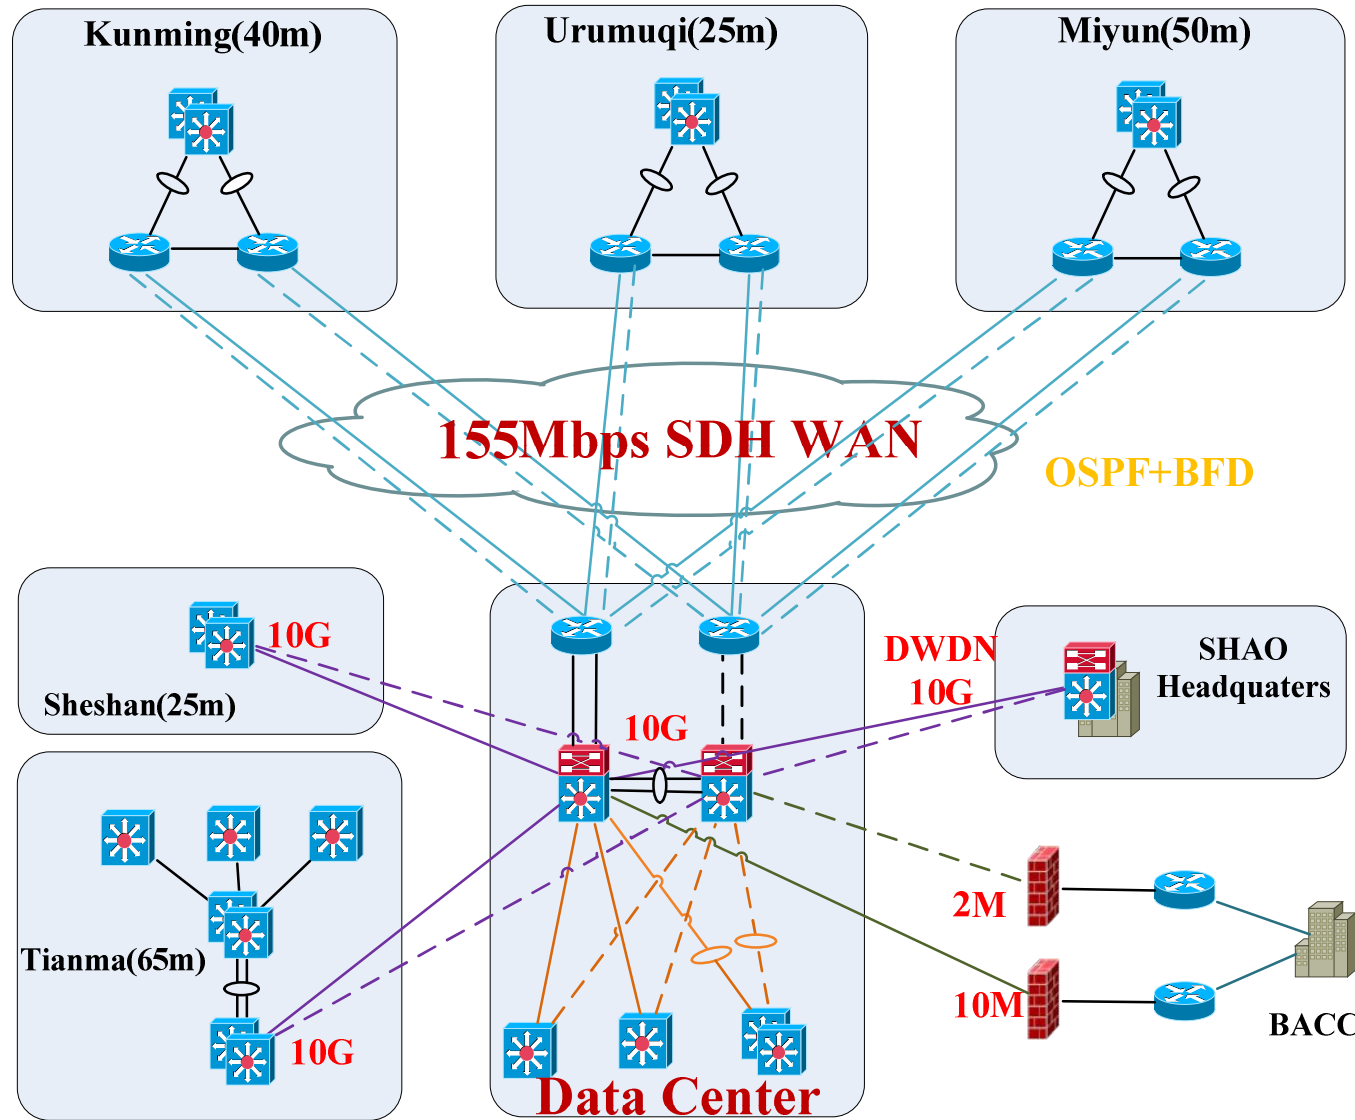 Kunming(40m)
Urumuqi(25m)
Miyun(50m)
155Mbps SDH WAN
OSPF+BFD
10G
Sheshan(25m)
DWDN
10G
SHAO
Headquaters
10G
Tianma(65m)
10G
2M
10M
BACC
Data Center